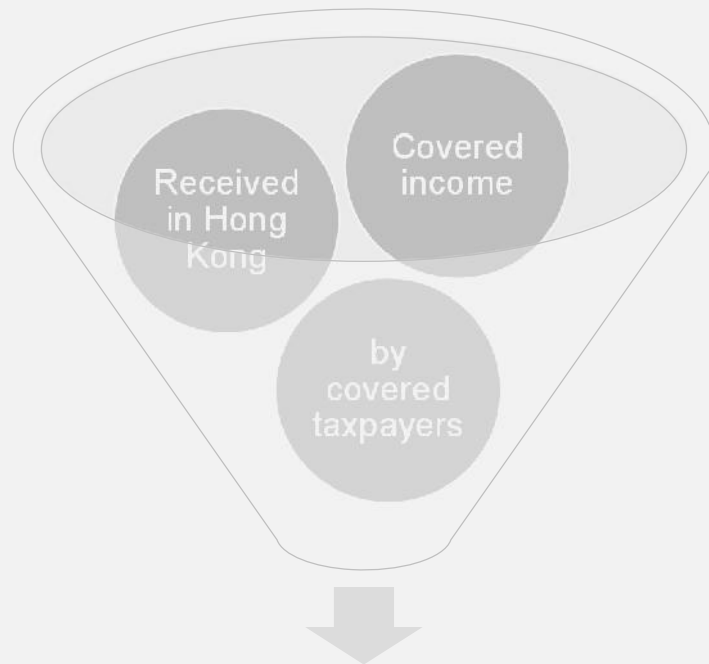 Covered
income
Received
in Hong
Kong
by
covered
taxpayers